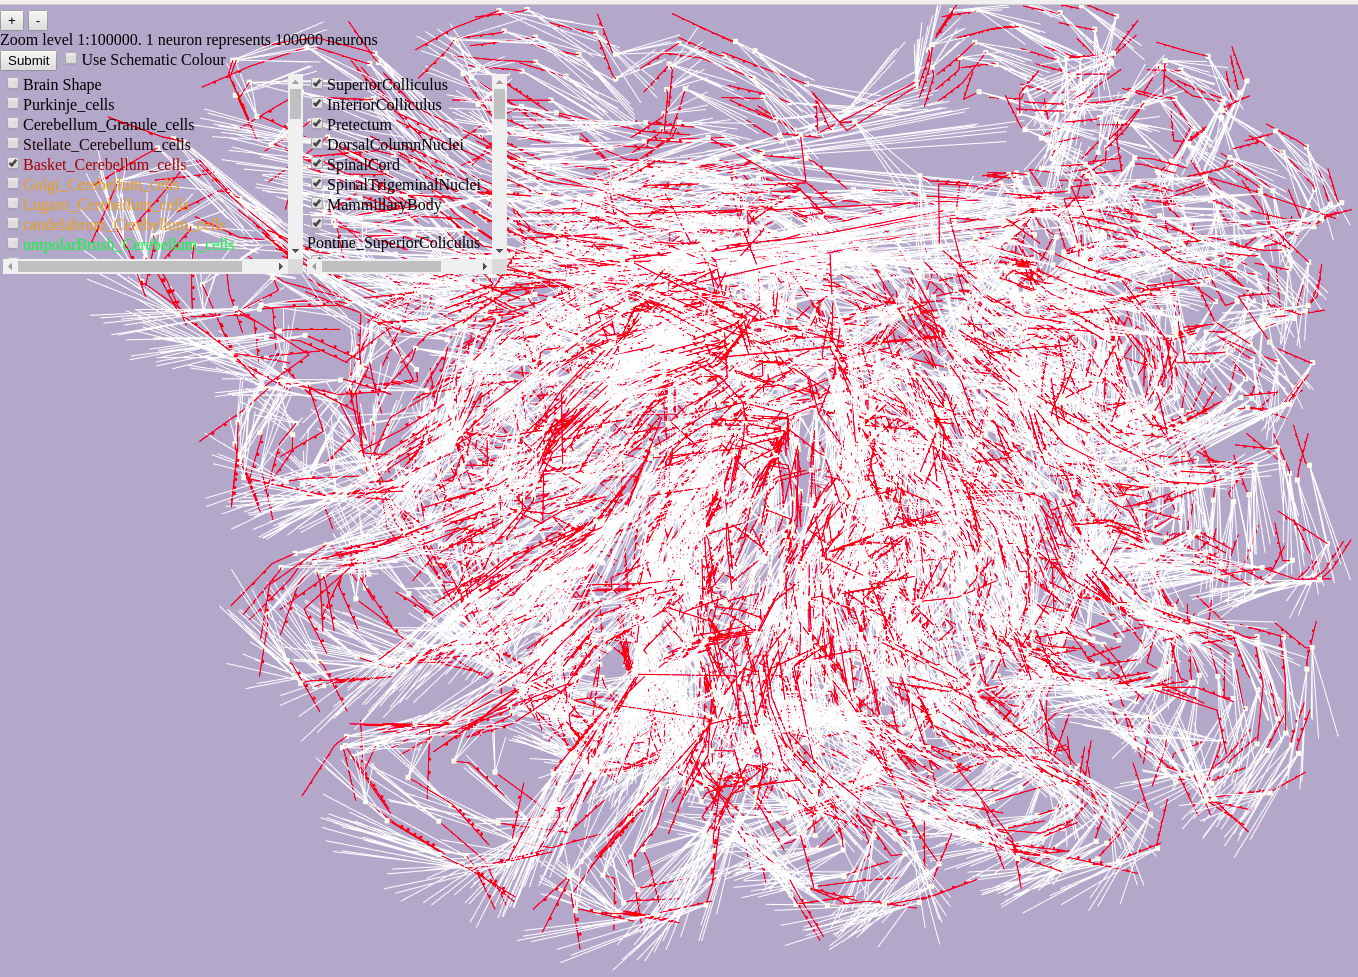 + -
Zoom level 1:100000. 1 neuron represents 100000 neurons
Submit Use Schematic Colour
Brain Shape
Purkinje_cells
Cerebellum_Granule_cells
Stellate_Cerebellum_cells
Basket_Cerebellum_cells
Golgi_Cerebellum_cells
Lugaro_Cerebellum_cells
candelabrum_Cerebellum_cells
unipolarBrush_Cerebellum_cells
SuperiorColliculus
InferiorColliculus
Pretectum
DorsalColumnNuclei
SpinalCord
SpinalTrigeminalNuclei
MammillaryBody
Pontine_SuperiorColiculus